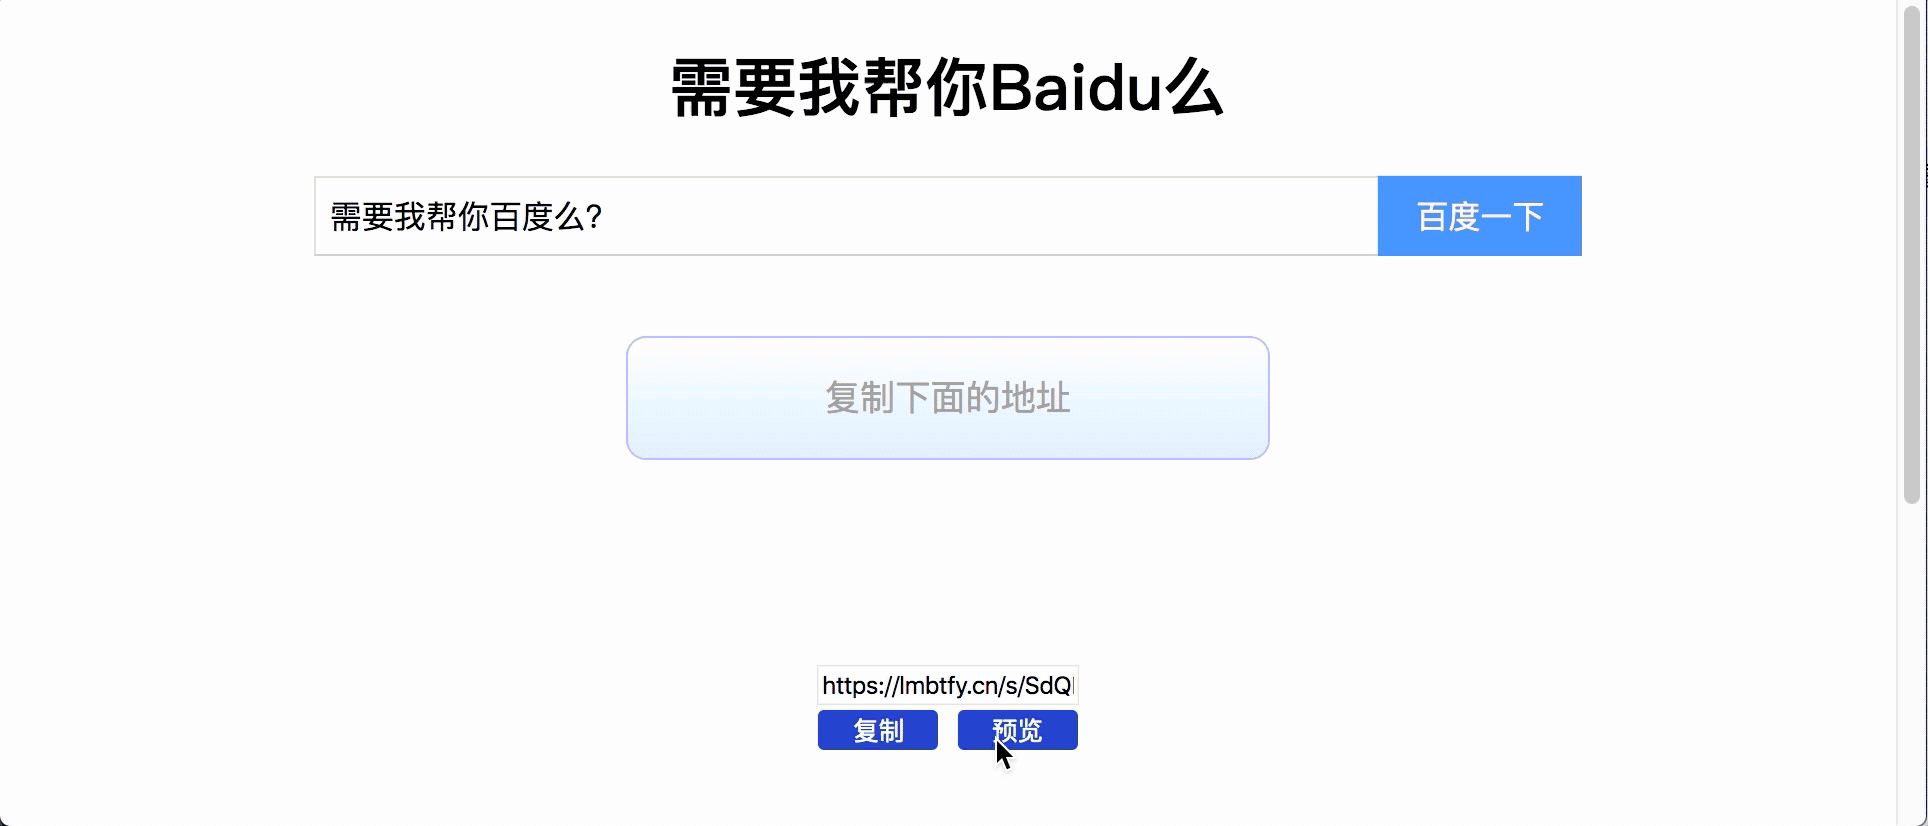 需要我帮你Baidu么
需要我帮你百度么?
百度一下
复制下面的地址
https://lmbtfy.cn/s/SdQ
复制
预览